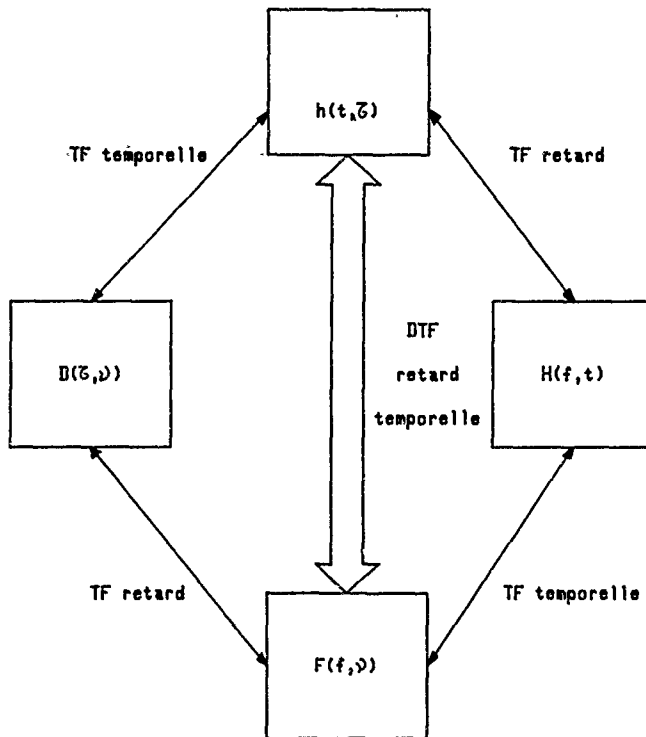 h(t,ζ)
TF temporelle
TF retard
D(ζ,ν)
DTF
retard
temporelle
H(f,t)
TF retard
TF temporelle
F(f,ν)